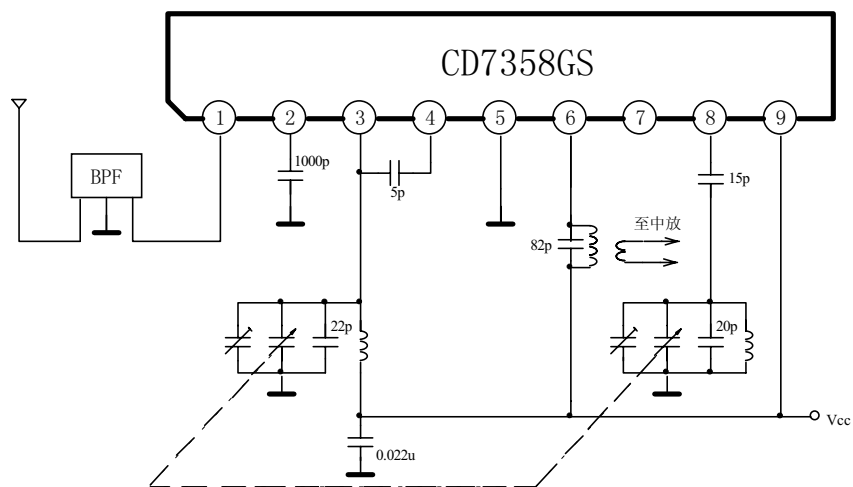 CD7358GS
1 2 3 4 5 6 7 8 9
1000p
BPF
5p
15p
至中放
82p
22p
20p
Vcc
0.022u